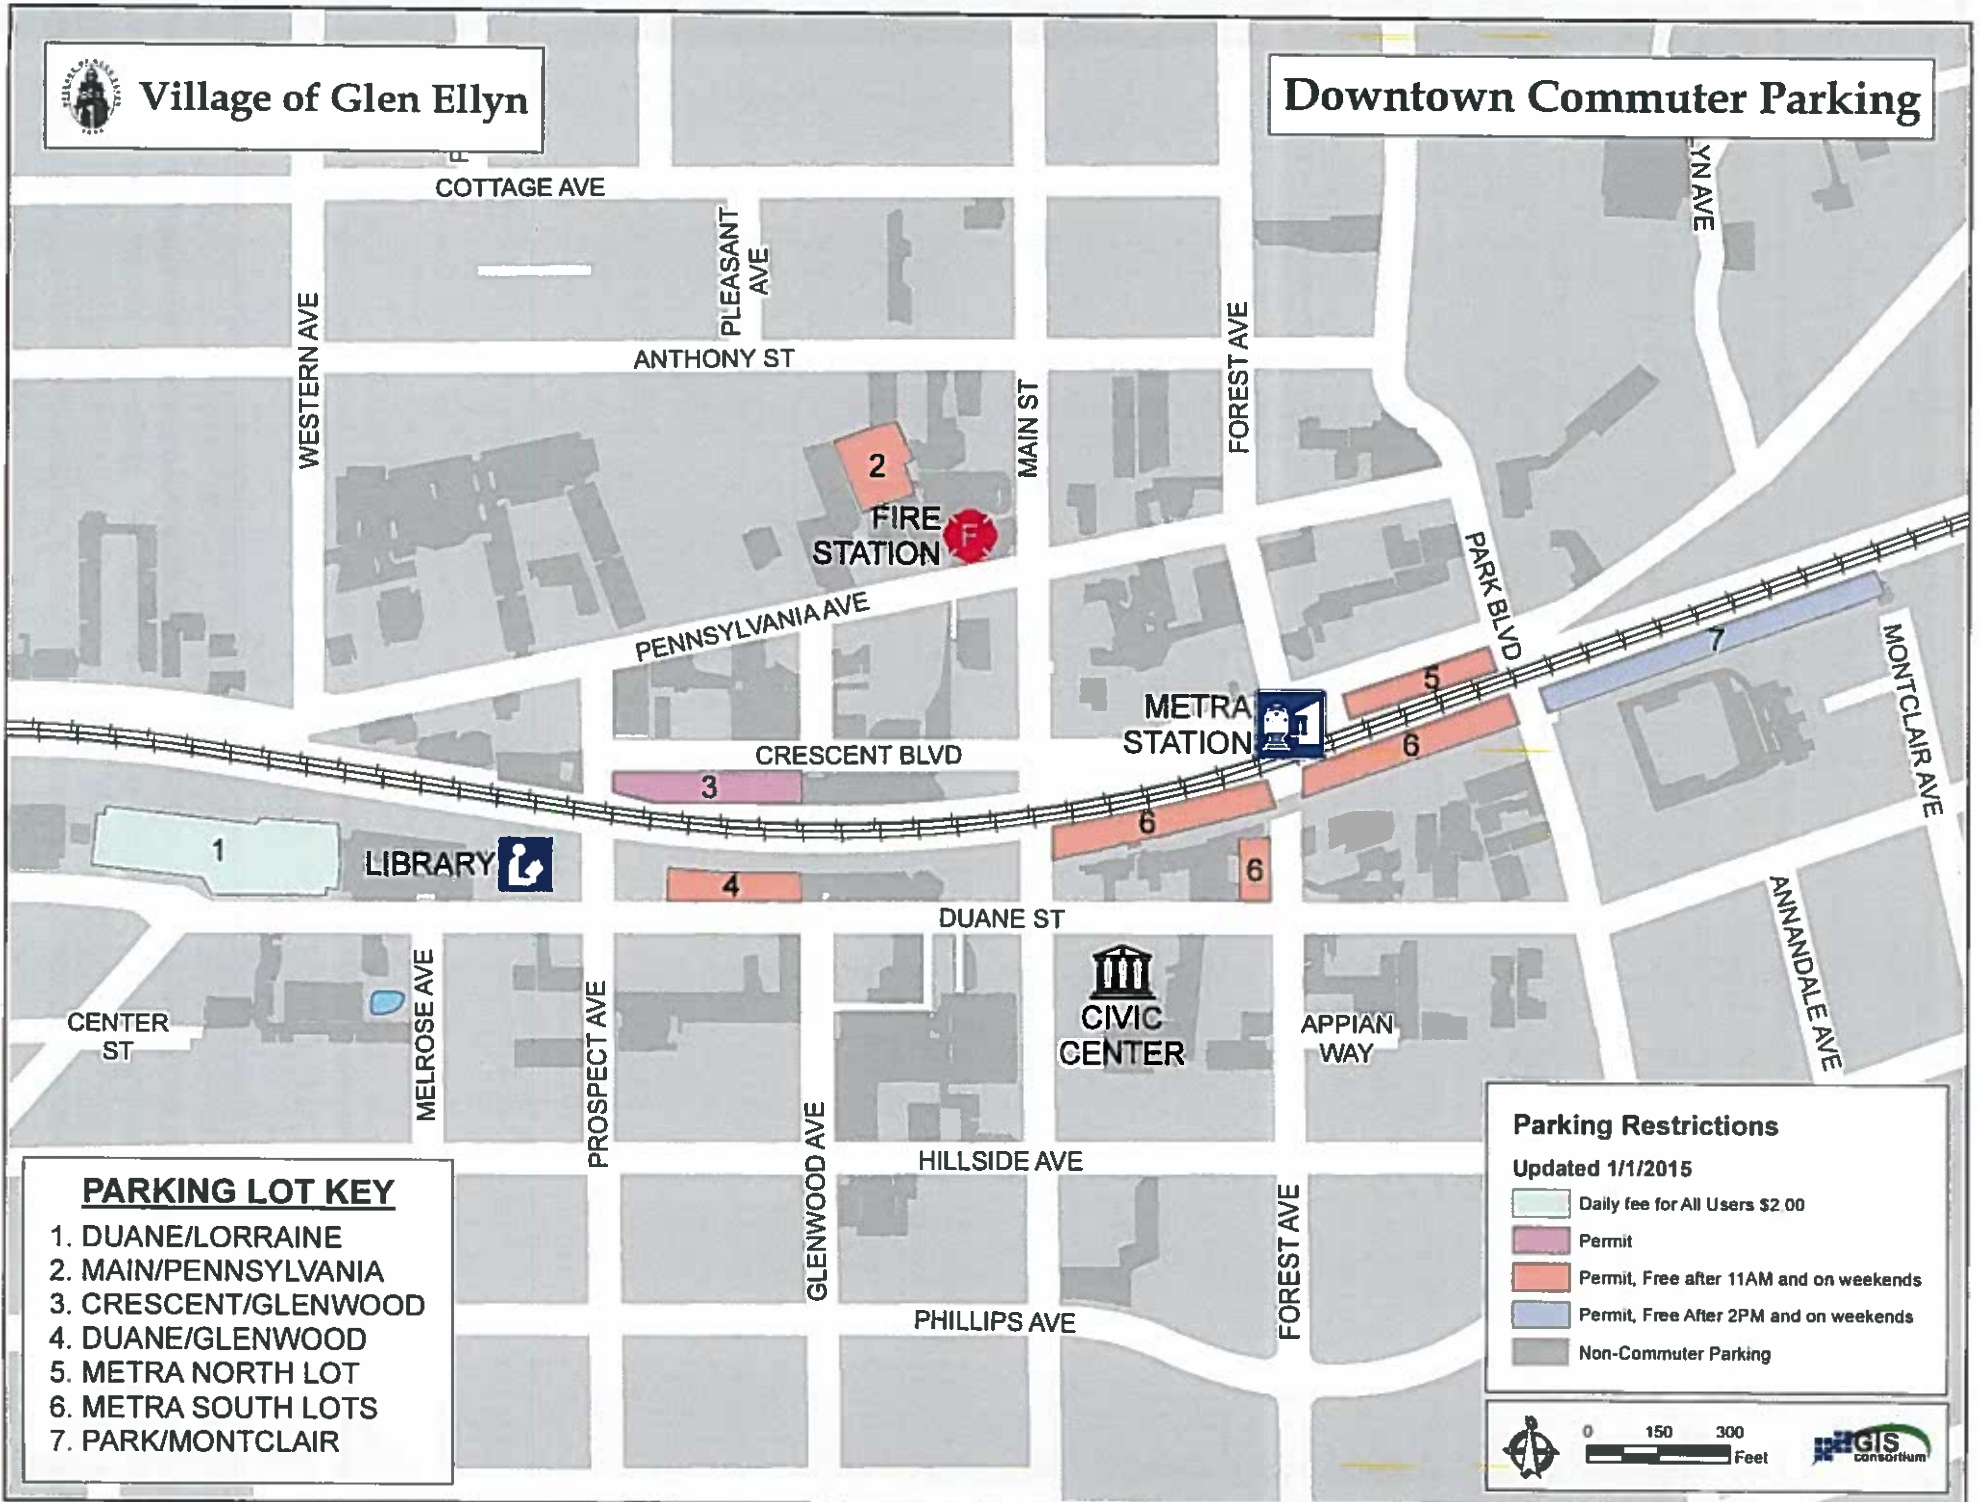 Village of Glen Ellyn
Downtown Commuter Parking
COTTAGE AVE
YN AVE
PLEASANT
AVE
WESTERN AVE
ANTHONY ST
MAIN ST
FOREST AVE
2
FIRE
STATION
F
PARK BLVD
PENNSYLVANIA AVE
7
MONTCLAIR AVE
5
METRA
STATION
6
CRESCENT BLVD
3
6
1
LIBRARY
4
6
DUANE ST
ANNANDALE AVE
CENTER
ST
MELROSE AVE
PROSPECT AVE
CIVIC
CENTER
APPIAN
WAY
GLENWOOD AVE
HILLSIDE AVE
FOREST AVE
PHILLIPS AVE
PARKING LOT KEY
1. DUANE/LORRAINE
2. MAIN/PENNSYLVANIA
3. CRESCENT/GLENWOOD
4. DUANE/GLENWOOD
5. METRA NORTH LOT
6. METRA SOUTH LOTS
7. PARK/MONTCLAIR
Parking Restrictions
Updated 1/1/2015
Daily fee for All Users $2.00
Permit
Permit, Free after 11AM and on weekends
Permit, Free After 2PM and on weekends
Non-Commuter Parking
0 150 300
Feet
GIS
consortium